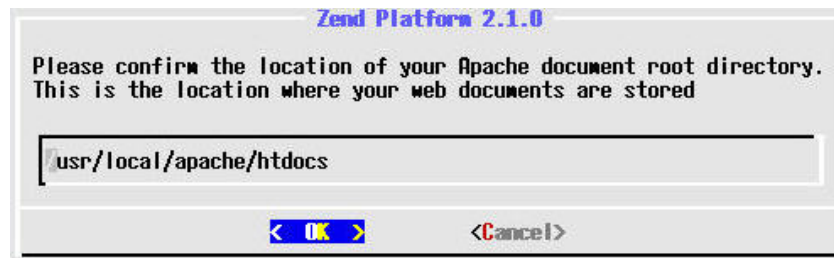 Zend Platform 2.1.0
Please confirm the location of your Apache document root directory.
This is the location where your web documents are stored
/usr/local/apache/htdocs
< OK > <Cancel>